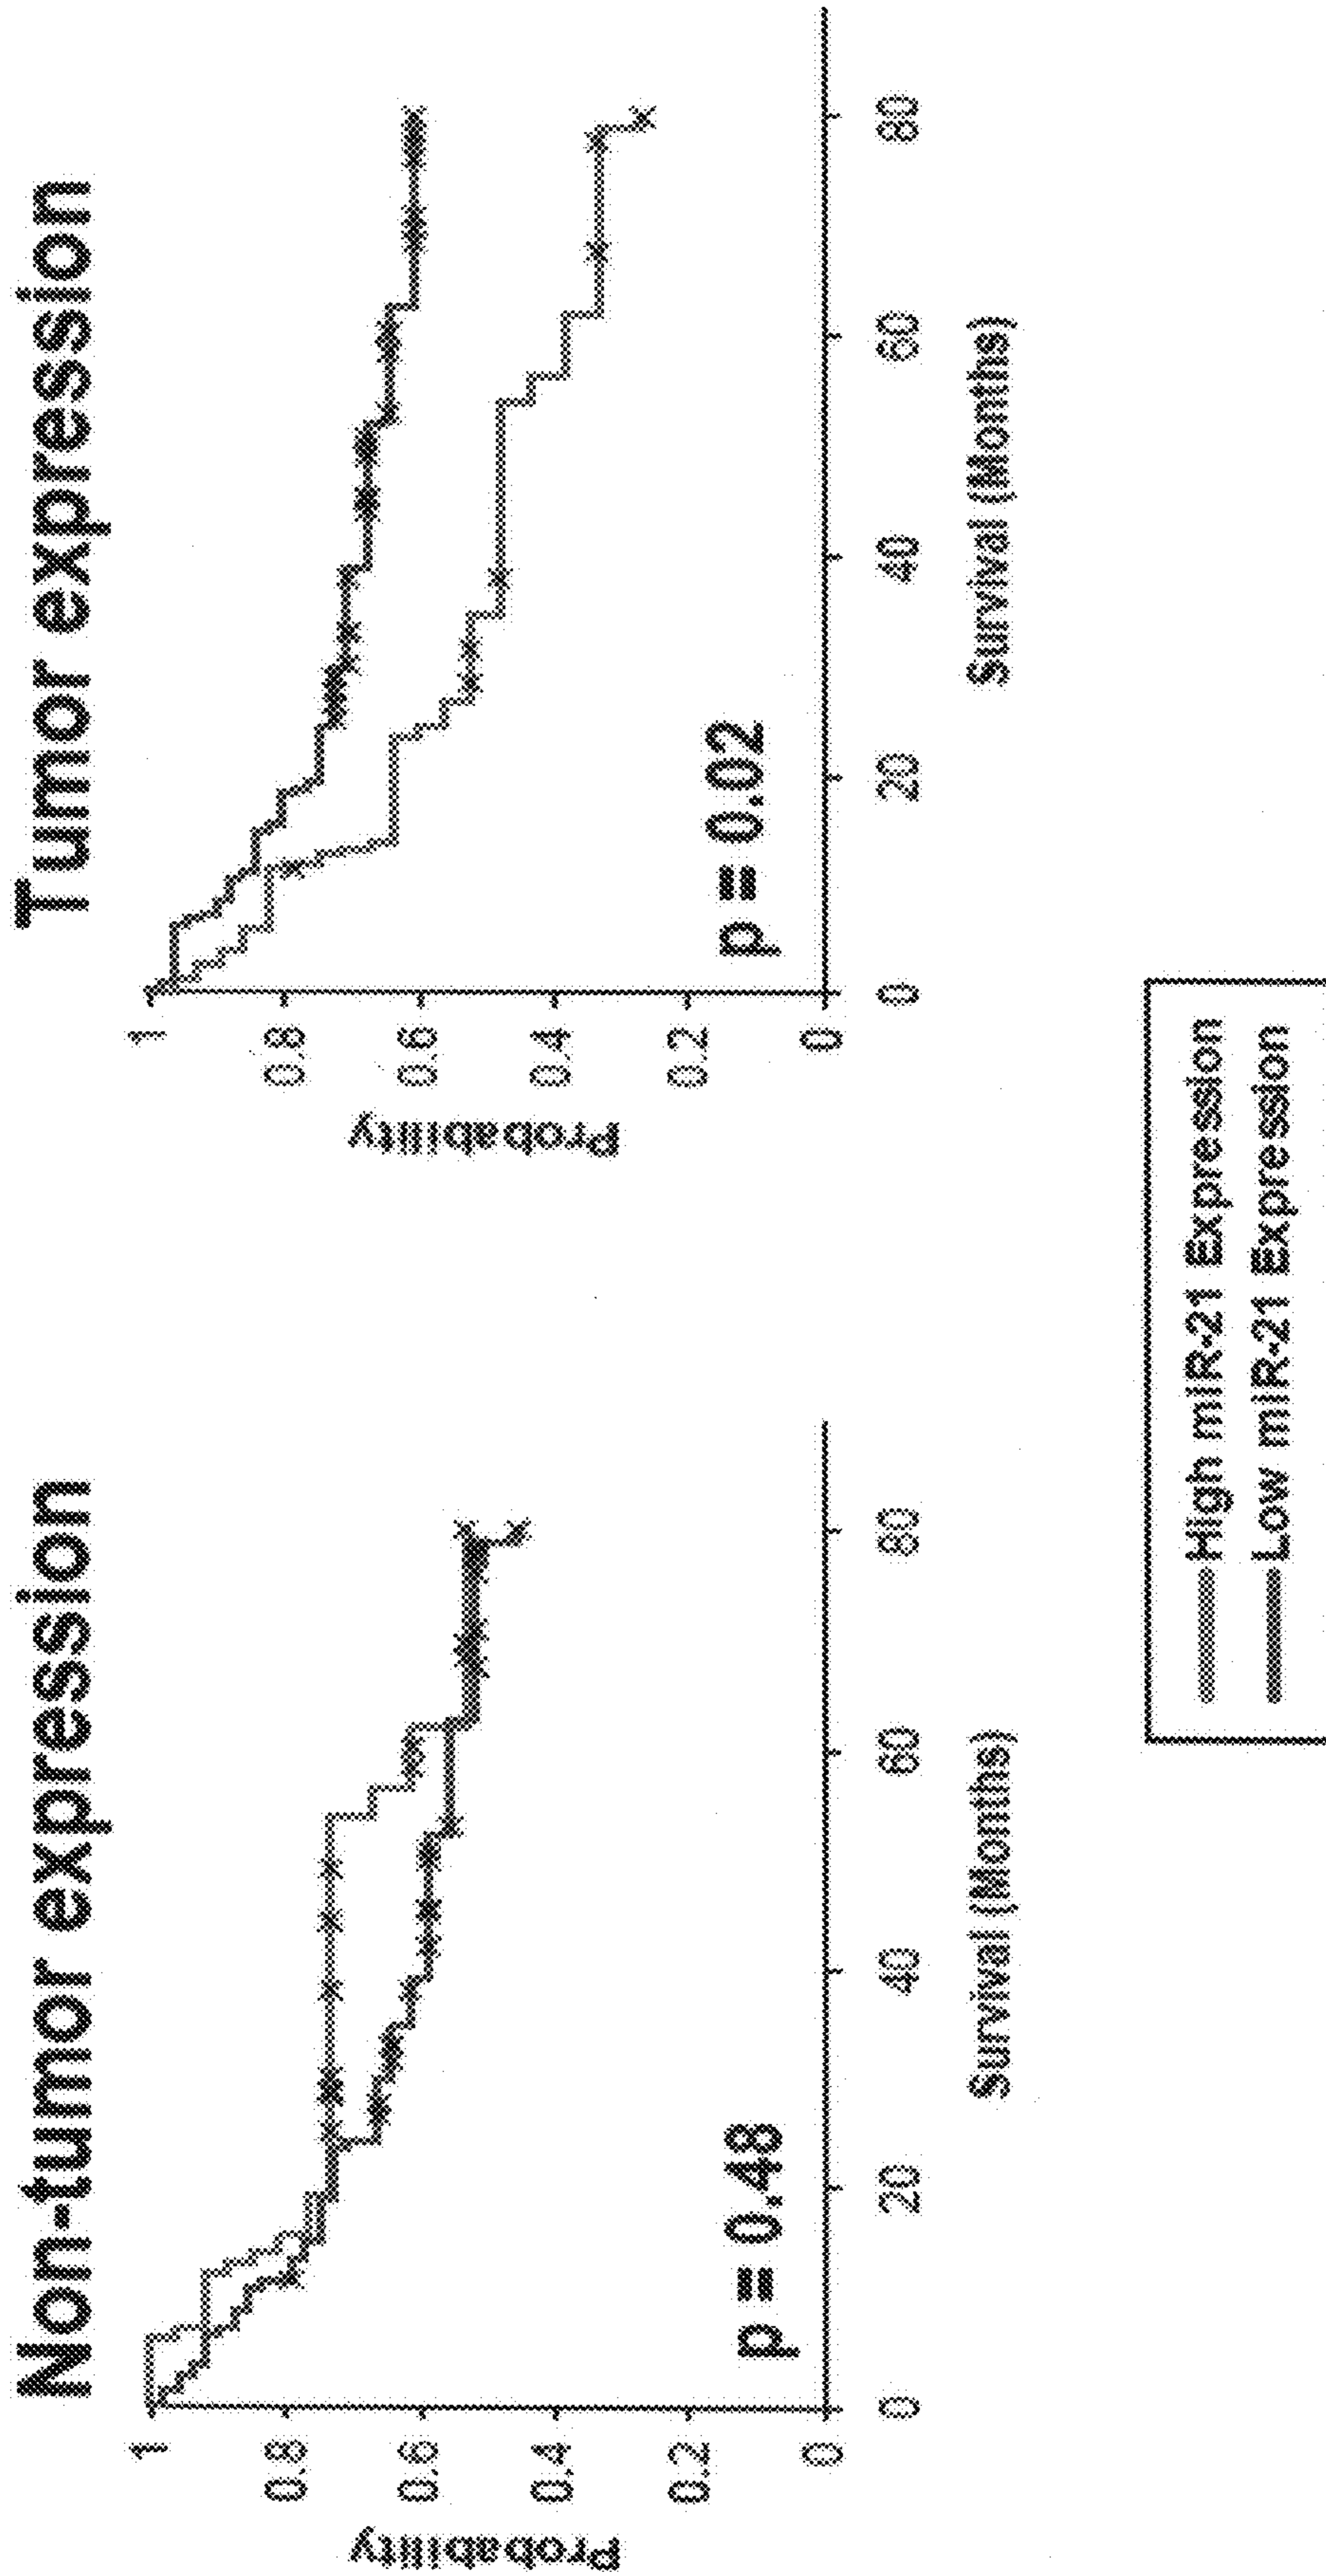 Non-tumor expression
Probability
1
0.8
0.6
0.4
0.2
0
p = 0.48
0 20 40 60 80
Survival (Months)
Tumor expression
Probability
1
0.8
0.6
0.4
0.2
0
p = 0.02
0 20 40 60 80
Survival (Months)
High miR-21 Expression
Low miR-21 Expression